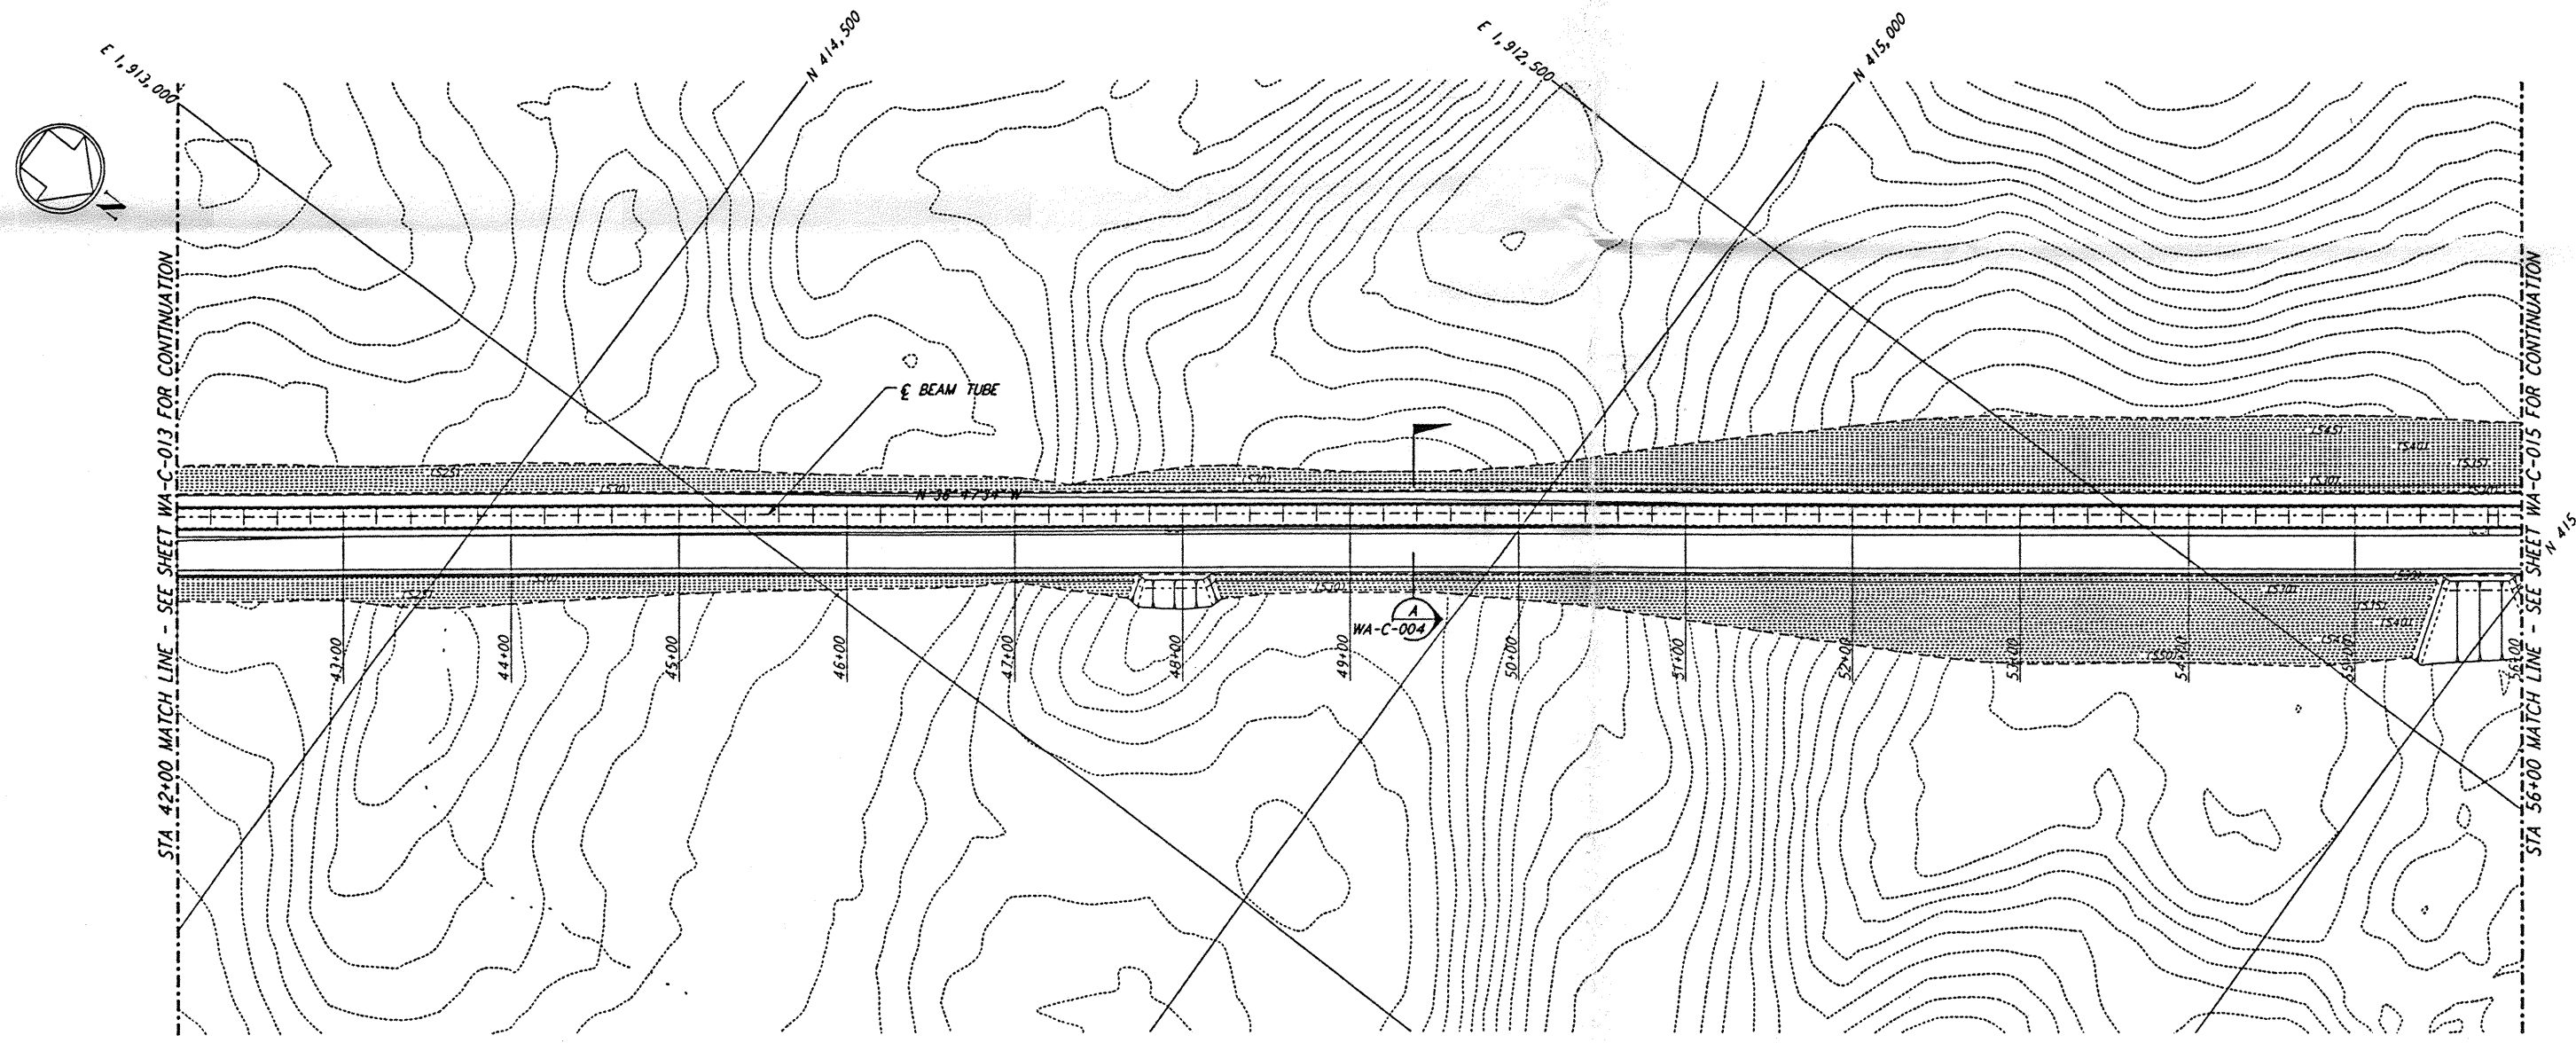 E 1,913,000
N 414,500
E 1,912,500
N 415,000
N
STA 42+00 MATCH LINE - SEE SHEET WA-C-013 FOR CONTINUATION
STA 56+00 MATCH LINE - SEE SHEET WA-C-015 FOR CONTINUATION
℄ BEAM TUBE
N 415
A
WA-C-004
43+00
44+00
45+00
46+00
47+00
48+00
49+00
50+00
51+00
52+00
53+00
54+00
55+00
56+00